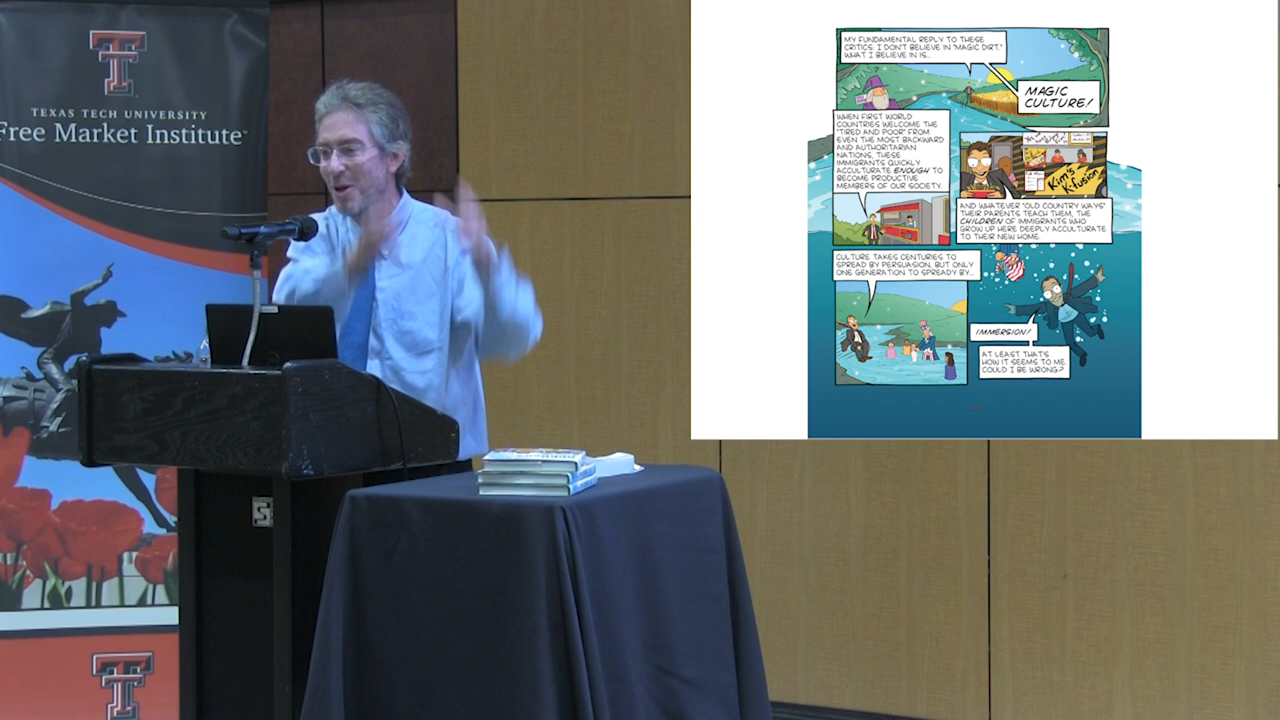 TEXAS TECH UNIVERSITY
Free Market Institute
MY FUNDAMENTAL REPLY TO THESE
CRITICS: I DON'T BELIEVE IN "MAGIC DIRT."
WHAT I BELIEVE IN IS...
MAGIC
CULTURE!
WHEN FIRST WORLD
COUNTRIES WELCOME THE
"TIRED AND POOR" FROM
EVEN THE MOST BACKWARD
AND AUTHORITARIAN
NATIONS, THESE
IMMIGRANTS QUICKLY
ACCULTURATE ENOUGH TO
BECOME PRODUCTIVE
MEMBERS OF OUR SOCIETY.
Kim's
K-fusion
AND WHATEVER "OLD COUNTRY WAYS"
THEIR PARENTS TEACH THEM, THE
CHILDREN OF IMMIGRANTS WHO
GROW UP HERE DEEPLY ACCULTURATE
TO THEIR NEW HOME.
CULTURE TAKES CENTURIES TO
SPREAD BY PERSUASION, BUT ONLY
ONE GENERATION TO SPREADY BY...
IMMERSION!
AT LEAST THAT'S
HOW IT SEEMS TO ME.
COULD I BE WRONG?